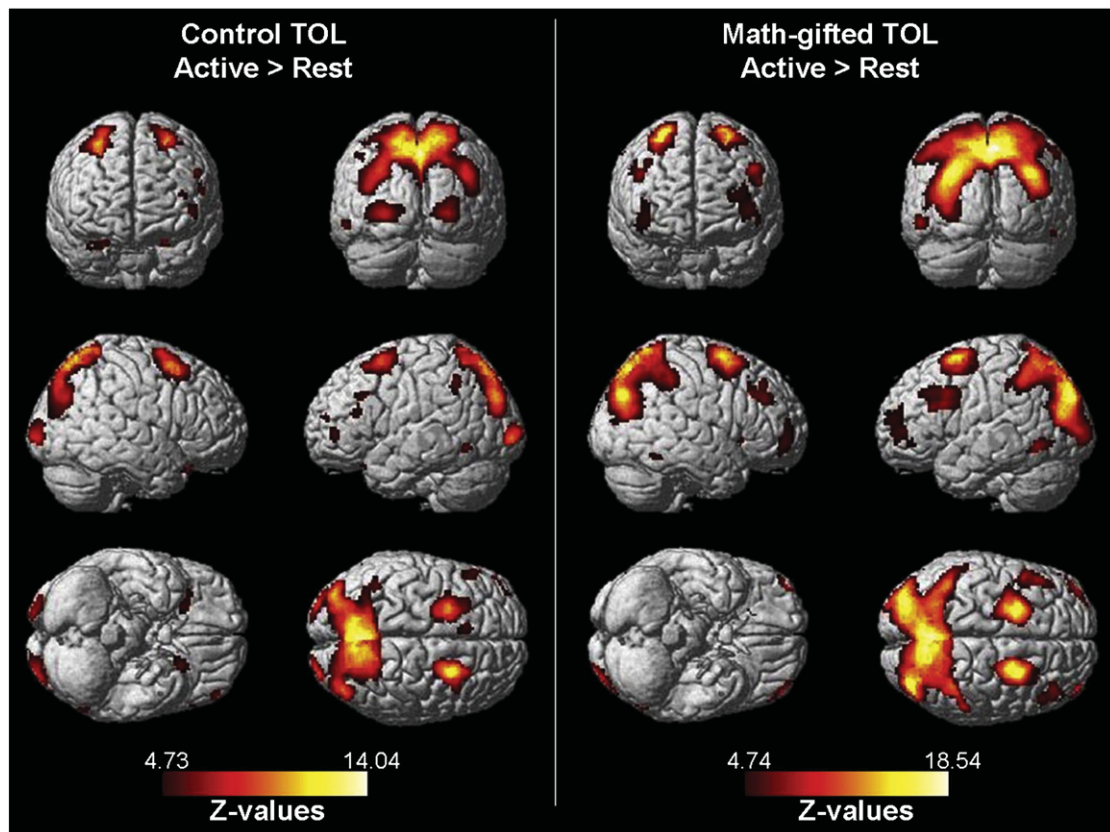 Control TOL
Active > Rest
Math-gifted TOL
Active > Rest
4.73 14.04
Z-values
4.74 18.54
Z-values